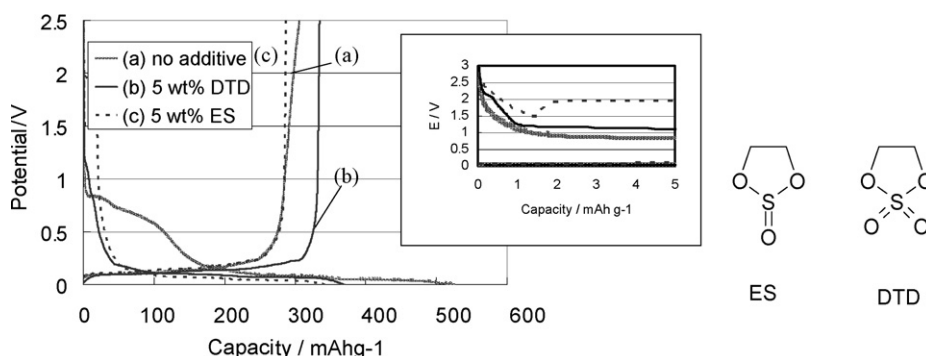 2.5
2
1.5
1
0.5
0
Potential/V
(a) no additive
(b) 5 wt% DTD
(c) 5 wt% ES
(c)
(a)
(b)
0 100 200 300 400 500 600
Capacity / mAhg-1
3
2.5
2
1.5
1
0.5
0
E / V
0 1 2 3 4 5
Capacity / mAh g-1
O O
S
O
ES
O O
S
O O
DTD